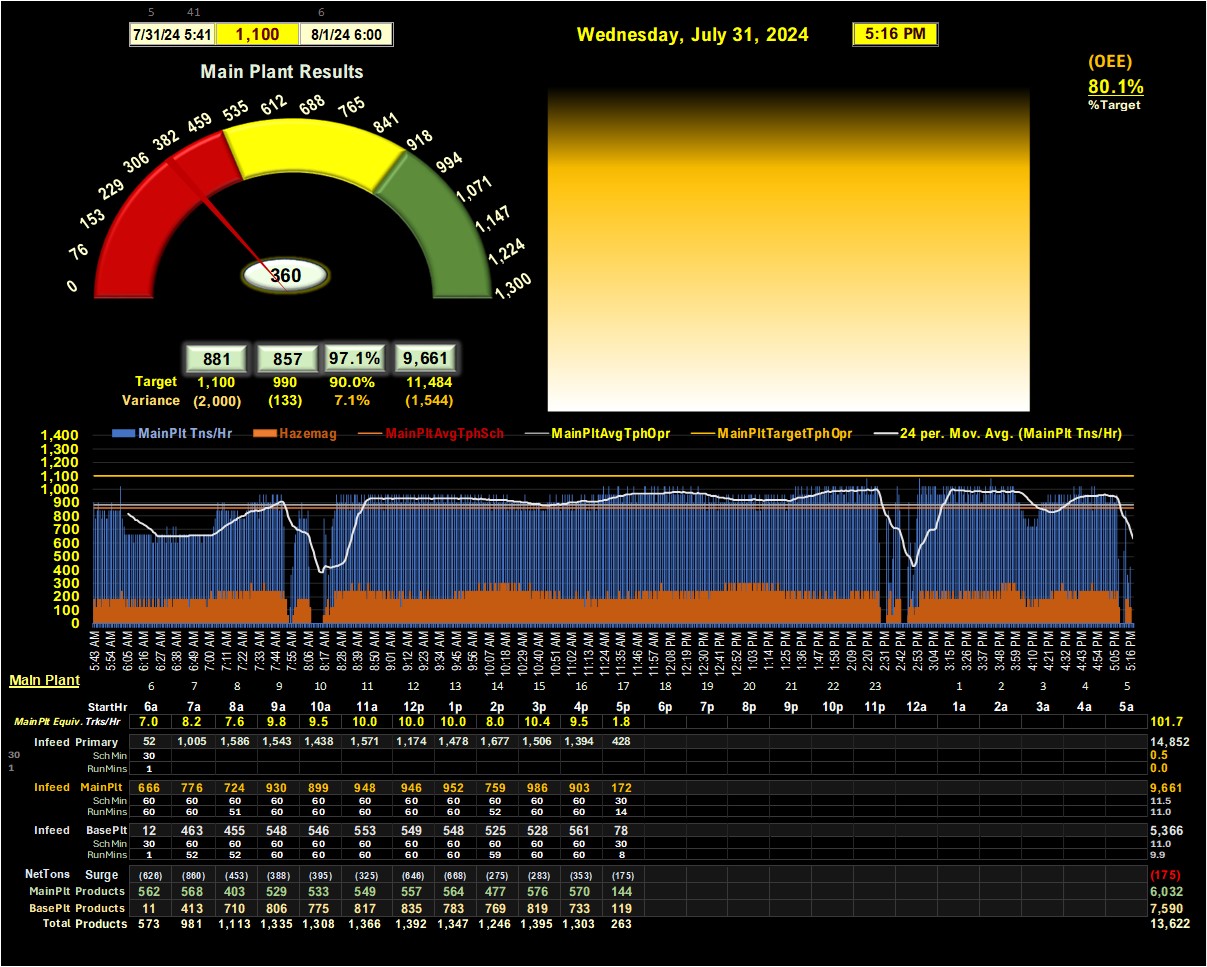 5 41 6
7/31/24 5:41 1,100 8/1/24 6:00
Wednesday, July 31, 2024 5:16 PM
(OEE)
80.1%
%Target
Main Plant Results
0 76 153 229 306 382 459 535 612 688 765 841 918 994 1,071 1,147 1,224 1,300
360
881 857 97.1% 9,661
Target 1,100 990 90.0% 11,484
Variance (2,000) (133) 7.1% (1,544)
MainPlt Tns/Hr Hazemag MainPltAvgTphSch MainPltAvgTphOpr MainPltTargetTphOpr 24 per. Mov. Avg. (MainPlt Tns/Hr)
1,400
1,300
1,200
1,100
1,000
900
800
700
600
500
400
300
200
100
0
5:43 AM 5:54 AM 6:05 AM 6:16 AM 6:27 AM 6:38 AM 6:49 AM 7:00 AM 7:11 AM 7:22 AM 7:33 AM 7:44 AM 7:55 AM 8:06 AM 8:17 AM 8:28 AM 8:39 AM 8:50 AM 9:01 AM 9:12 AM 9:23 AM 9:34 AM 9:45 AM 9:56 AM 10:07 AM 10:18 AM 10:29 AM 10:40 AM 10:51 AM 11:02 AM 11:13 AM 11:24 AM 11:35 AM 11:46 AM 11:57 AM 12:08 PM 12:19 PM 12:30 PM 12:41 PM 12:52 PM 1:03 PM 1:14 PM 1:25 PM 1:36 PM 1:47 PM 1:58 PM 2:09 PM 2:20 PM 2:31 PM 2:42 PM 2:53 PM 3:04 PM 3:15 PM 3:26 PM 3:37 PM 3:48 PM 3:59 PM 4:10 PM 4:21 PM 4:32 PM 4:43 PM 4:54 PM 5:05 PM 5:16 PM
Main Plant
6 7 8 9 10 11 12 13 14 15 16 17 18 19 20 21 22 23 1 2 3 4 5
StartHr 6a 7a 8a 9a 10a 11a 12p 1p 2p 3p 4p 5p 6p 7p 8p 9p 10p 11p 12a 1a 2a 3a 4a 5a
MainPlt Equiv. Trks/Hr 7.0 8.2 7.6 9.8 9.5 10.0 10.0 10.0 8.0 10.4 9.5 1.8 101.7
Infeed Primary 52 1,005 1,586 1,543 1,438 1,571 1,174 1,478 1,677 1,506 1,394 428 14,852
30 Sch Min 30 0.5
1 RunMins 1 0.0
Infeed MainPlt 666 776 724 930 899 948 946 952 759 986 903 172 9,661
Sch Min 60 60 60 60 60 60 60 60 60 60 60 30 11.5
RunMins 60 60 51 60 60 60 60 60 52 60 60 14 11.0
Infeed BasePlt 12 463 455 548 546 553 549 548 525 528 561 78 5,366
Sch Min 30 60 60 60 60 60 60 60 60 60 60 30 11.0
RunMins 1 52 52 60 60 60 60 60 59 60 60 8 9.9
NetTons Surge (626) (860) (453) (388) (395) (325) (646) (668) (275) (283) (353) (175) (175)
MainPlt Products 562 568 403 529 533 549 557 564 477 576 570 144 6,032
BasePlt Products 11 413 710 806 775 817 835 783 769 819 733 119 7,590
Total Products 573 981 1,113 1,335 1,308 1,366 1,392 1,347 1,246 1,395 1,303 263 13,622